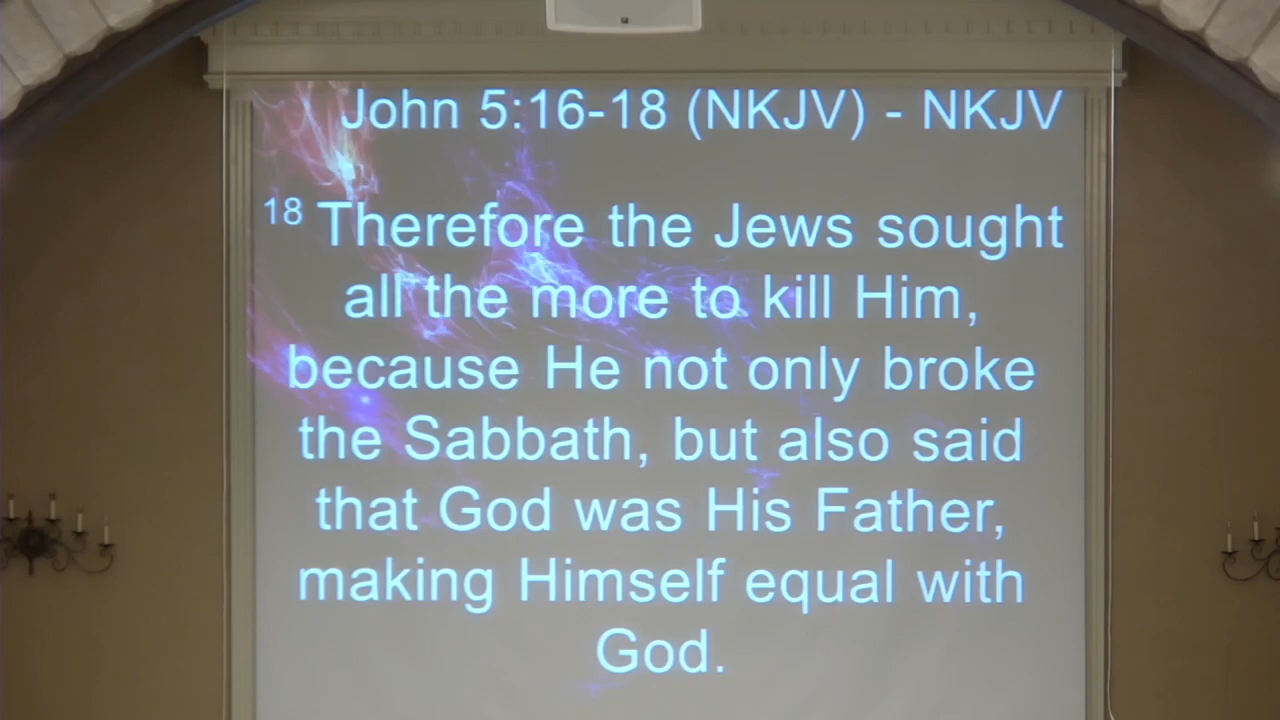 John 5:16-18 (NKJV) - NKJV
18 Therefore the Jews sought
all the more to kill Him,
because He not only broke
the Sabbath, but also said
that God was His Father,
making Himself equal with
God.